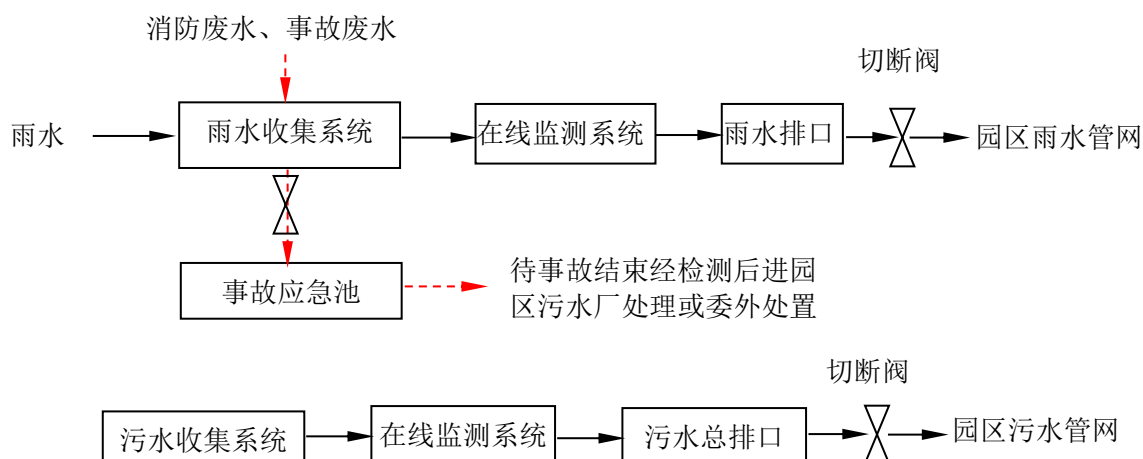 消防废水、事故废水
切断阀
雨水
雨水收集系统
在线监测系统
雨水排口
园区雨水管网
事故应急池
待事故结束经检测后进园
区污水厂处理或委外处置
切断阀
污水收集系统
在线监测系统
污水总排口
园区污水管网